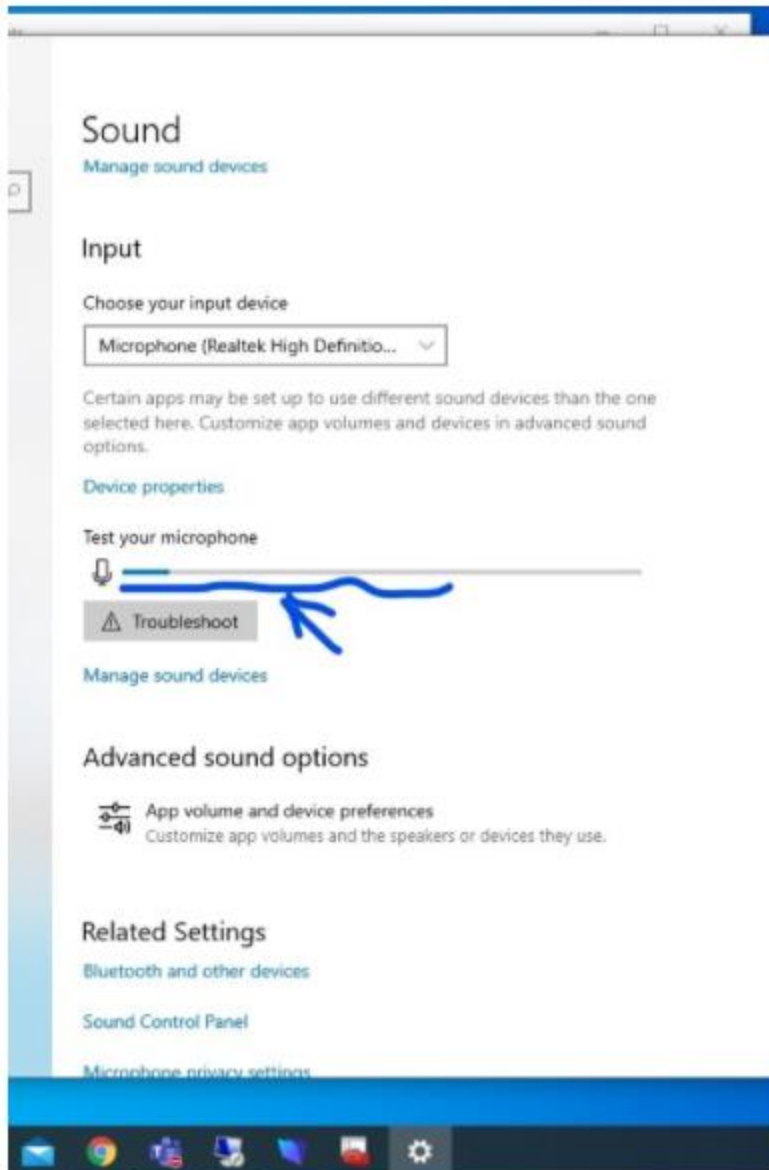 Sound
Manage sound devices
Input
Choose your input device
Microphone (Realtek High Definitio...
Certain apps may be set up to use different sound devices than the one
selected here. Customize app volumes and devices in advanced sound
options.
Device properties
Test your microphone
Troubleshoot
Manage sound devices
Advanced sound options
App volume and device preferences
Customize app volumes and the speakers or devices they use.
Related Settings
Bluetooth and other devices
Sound Control Panel
Microphone privacy settings